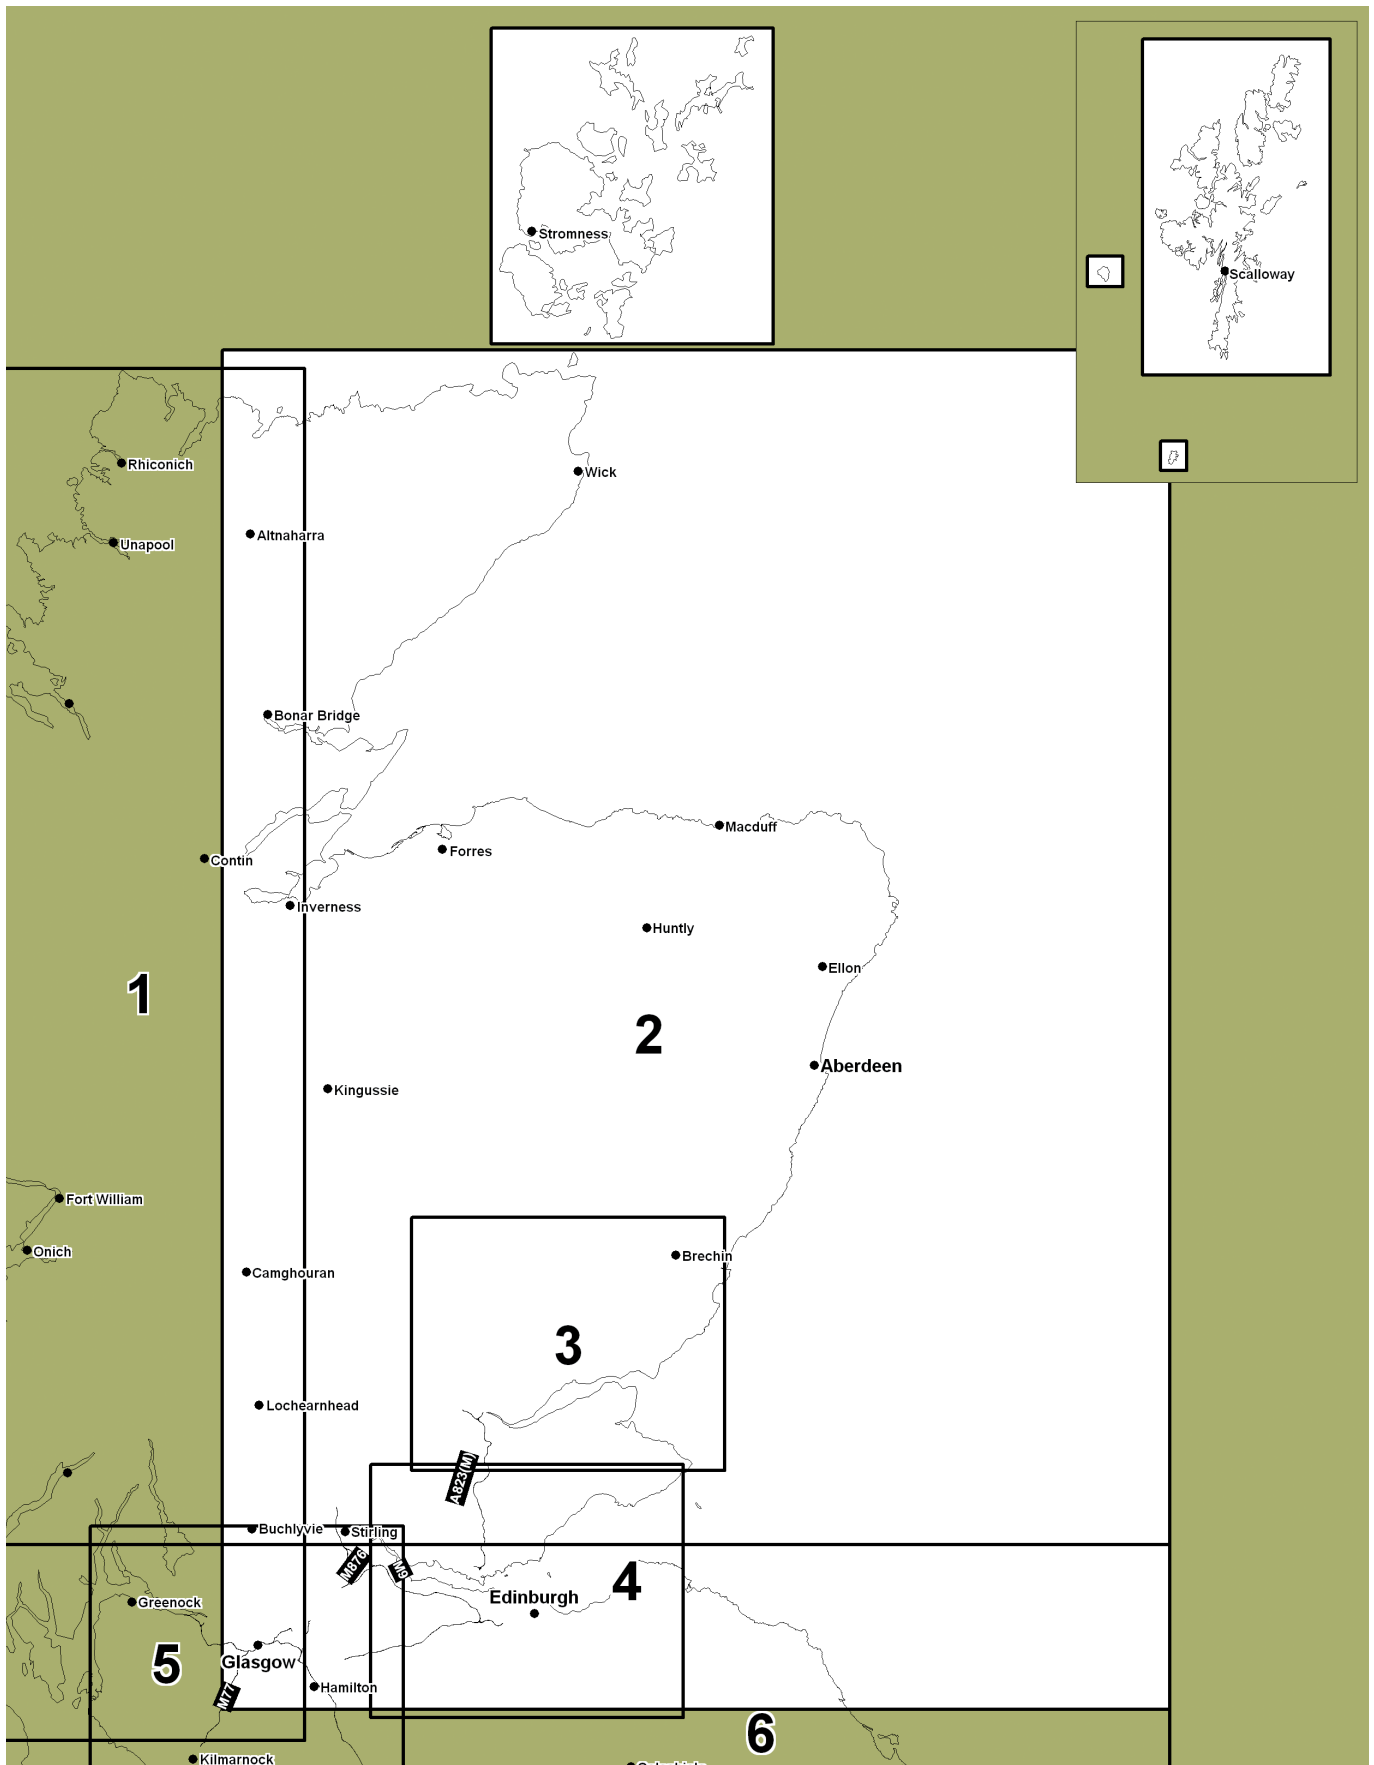 Stromness
Scalloway
Rhiconich
Wick
Altnaharra
Unapool
Bonar Bridge
Macduff
Forres
Contin
Inverness
Huntly
Ellon
1
2
Aberdeen
Kingussie
Fort William
Onich
Brechin
Camghouran
3
Lochearnhead
A823(M)
Buchlyvie
Stirling
M876
M9
4
Edinburgh
Greenock
5
Glasgow
Hamilton
M77
6
Kilmarnock